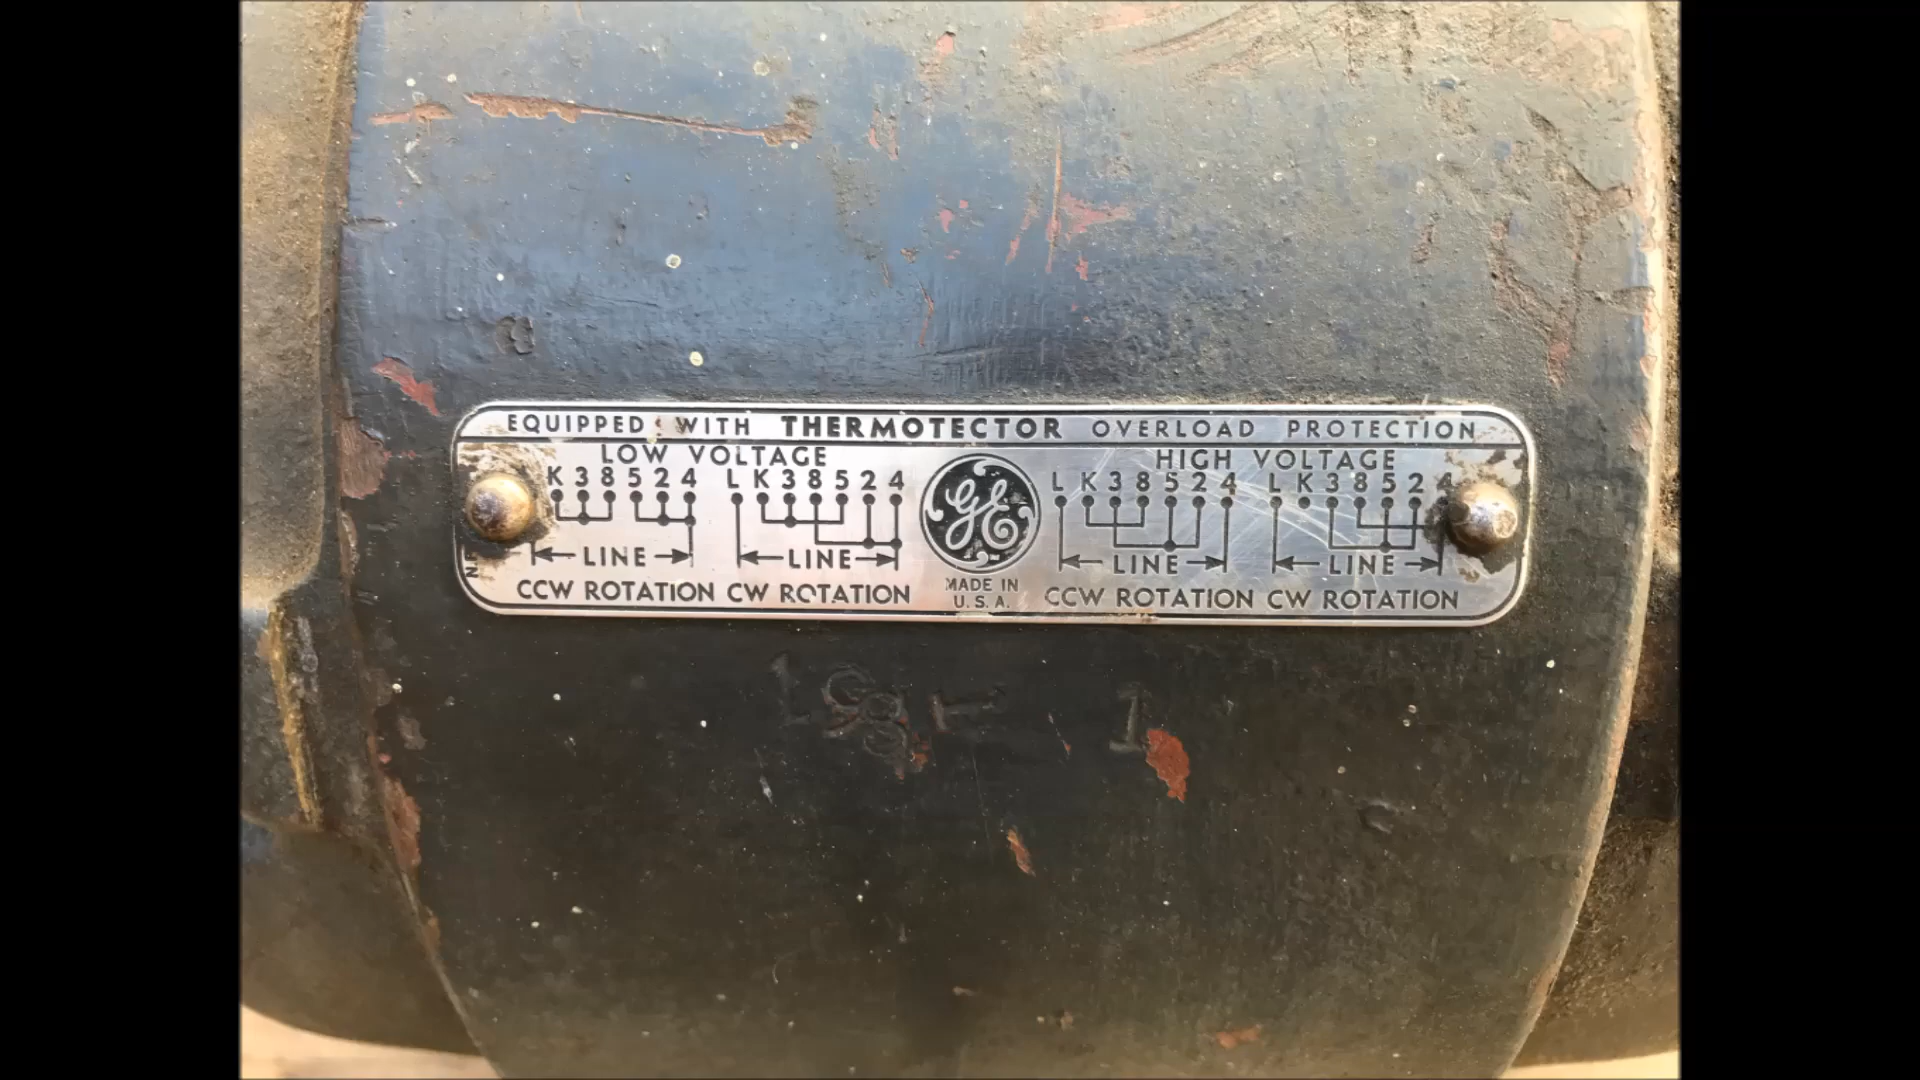 EQUIPPED WITH THERMOTECTOR OVERLOAD PROTECTION
LOW VOLTAGE
K 3 8 5 2 4 L K 3 8 5 2 4
LINE LINE
CCW ROTATION CW ROTATION
GE
MADE IN
U.S.A.
HIGH VOLTAGE
L K 3 8 5 2 4 L K 3 8 5 2 4
LINE LINE
CCW ROTATION CW ROTATION
1